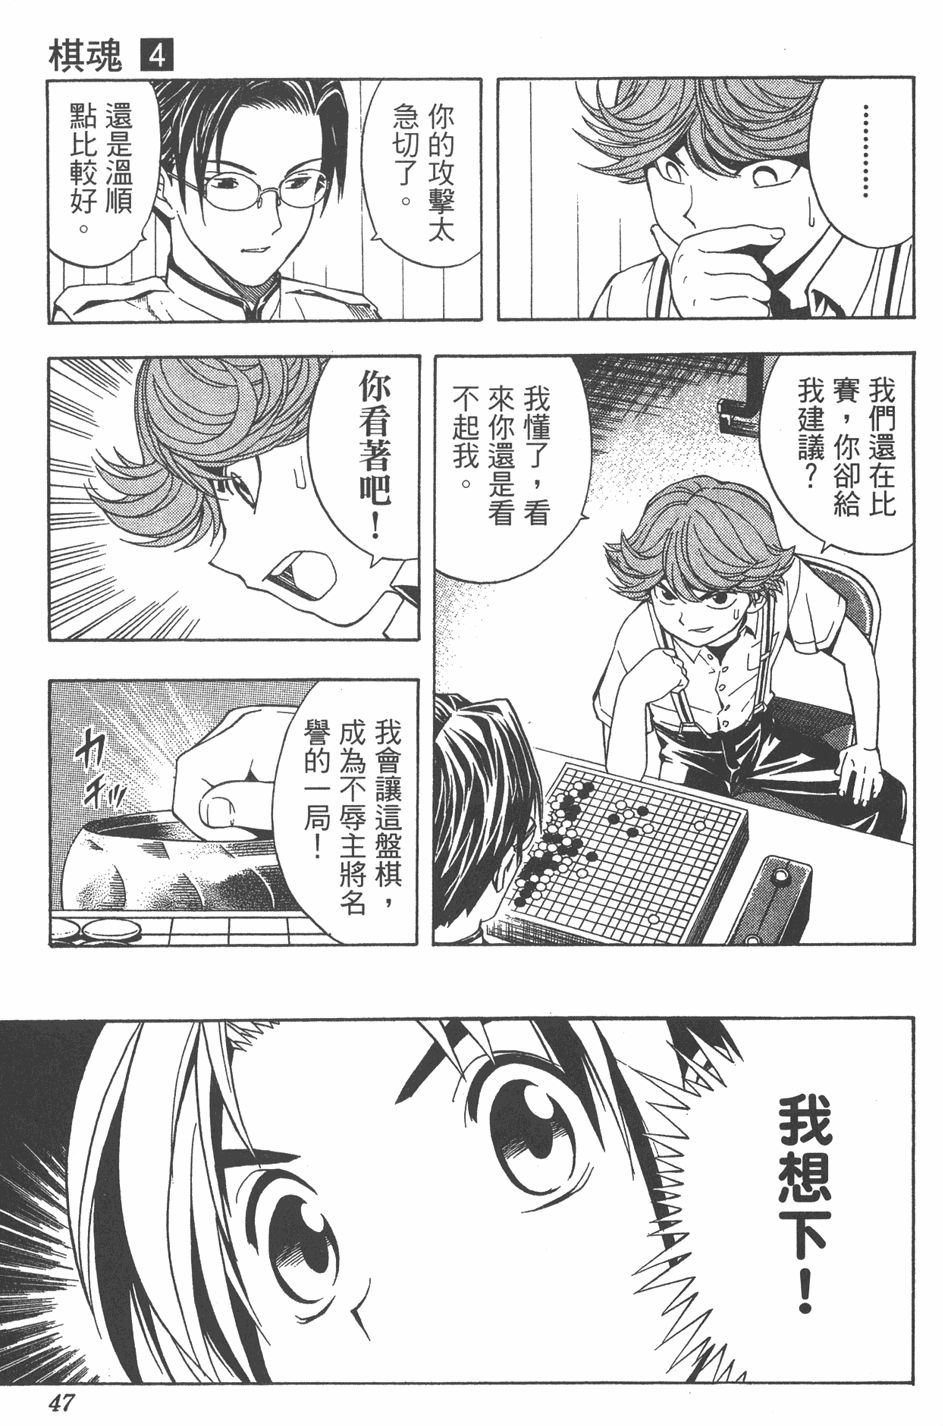 棋魂 4
…………
你的攻擊太
急切了。
還是溫順
點比較好。
我們還在比
賽，你卻給
我建議？
我懂了，看
來你還是看
不起我。
你看著吧！
我會讓這盤棋，
成為不辱主將名
譽的一局！
カチッ
我想下！
47